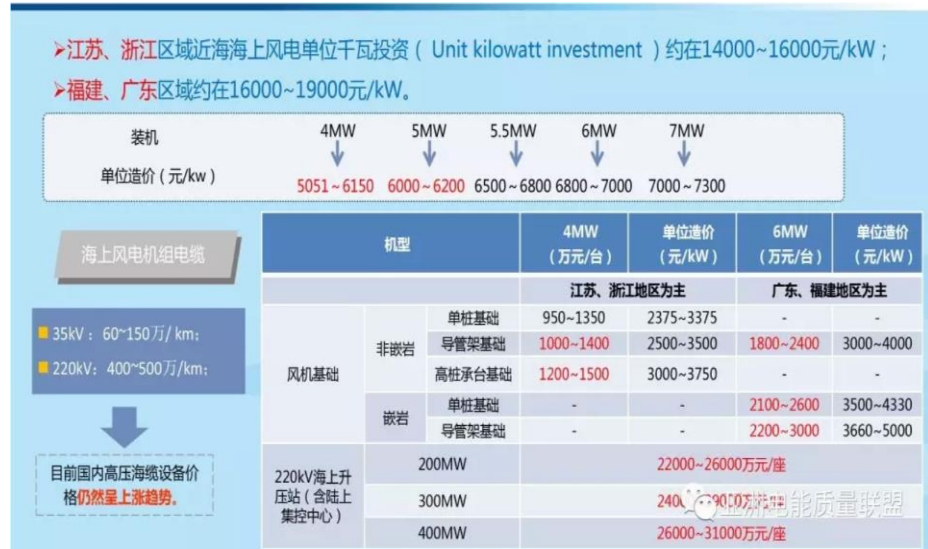 ➢江苏、浙江区域近海海上风电单位千瓦投资（ Unit kilowatt investment ）约在14000~16000元/kW；
➢福建、广东区域约在16000~19000元/kW。
装机 4MW 5MW 5.5MW 6MW 7MW
单位造价（元/kw） 5051~6150 6000~6200 6500~6800 6800~7000 7000~7300
海上风电机组电缆
35kV：60~150万/km；
220kV：400~500万/km；
目前国内高压海缆设备价
格仍然呈上涨趋势。
机型 4MW 单位造价 6MW 单位造价
（万元/台） （元/kW） （万元/台） （元/kW）
江苏、浙江地区为主 广东、福建地区为主
风机基础 非嵌岩 单桩基础 950~1350 2375~3375 - -
导管架基础 1000~1400 2500~3500 1800~2400 3000~4000
高桩承台基础 1200~1500 3000~3750 - -
嵌岩 单桩基础 - - 2100~2600 3500~4330
导管架基础 - - 2200~3000 3660~5000
220kV海上升
压站（含陆上
集控中心）
200MW 22000~26000万元/座
300MW
400MW 26000~31000万元/座
亚洲电能质量联盟